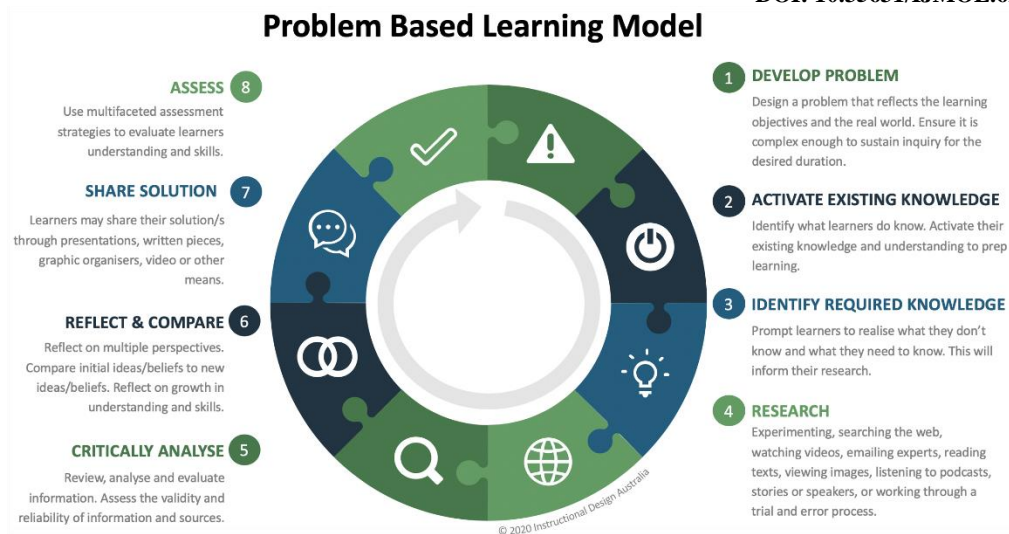 Problem Based Learning Model
1 DEVELOP PROBLEM
Design a problem that reflects the learning
objectives and the real world. Ensure it is
complex enough to sustain inquiry for the
desired duration.
2 ACTIVATE EXISTING KNOWLEDGE
Identify what learners do know. Activate their
existing knowledge and understanding to prep
learning.
3 IDENTIFY REQUIRED KNOWLEDGE
Prompt learners to realise what they don't
know and what they need to know. This will
inform their research.
4 RESEARCH
Experimenting, searching the web,
watching videos, emailing experts, reading
texts, viewing images, listening to podcasts,
stories or speakers, or working through a
trial and error process.
CRITICALLY ANALYSE 5
Review, analyse and evaluate
information. Assess the validity and
reliability of information and sources.
REFLECT & COMPARE 6
Reflect on multiple perspectives.
Compare initial ideas/beliefs to new
ideas/beliefs. Reflect on growth in
understanding and skills.
SHARE SOLUTION 7
Learners may share their solution/s
through presentations, written pieces,
graphic organisers, video or other
means.
ASSESS 8
Use multifaceted assessment
strategies to evaluate learners
understanding and skills.
© 2020 Instructional Design Australia